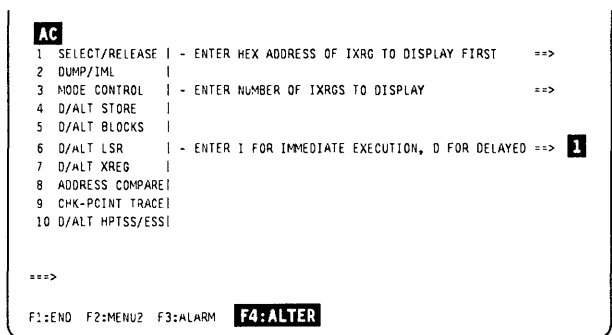 AC
1 SELECT/RELEASE | - ENTER HEX ADDRESS OF IXRG TO DISPLAY FIRST ==>
2 DUMP/IML |
3 MODE CONTROL | - ENTER NUMBER OF IXRGS TO DISPLAY ==>
4 D/ALT STORE |
5 D/ALT BLOCKS |
6 D/ALT LSR | - ENTER I FOR IMMEDIATE EXECUTION, D FOR DELAYED ==> 1
7 D/ALT XREG |
8 ADDRESS COMPARE|
9 CHK-POINT TRACE|
10 D/ALT HPTSS/ESS|
===>
F1:END F2:MENU2 F3:ALARM F4:ALTER